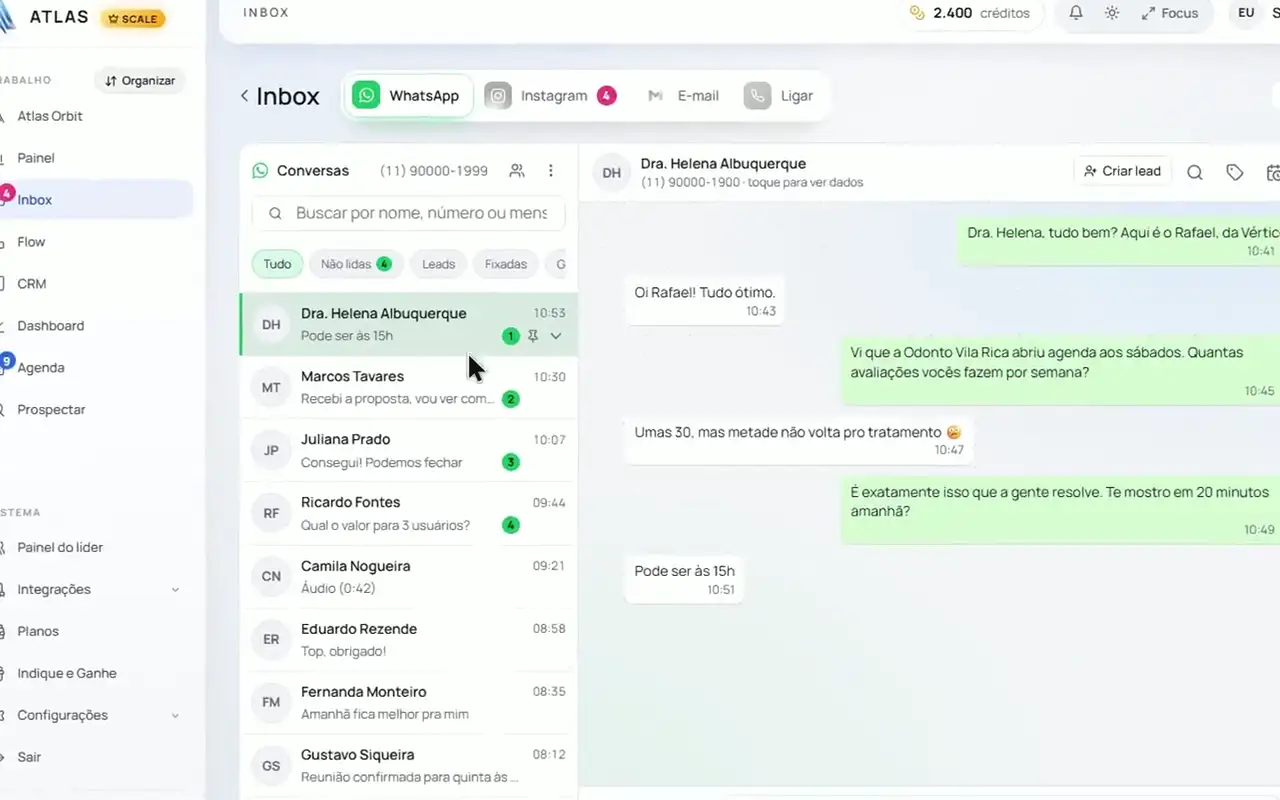 ATLAS
SCALE
INBOX
2.400 créditos
Focus
EU
RABALHO
Organizar
Atlas Orbit
Painel
4
Inbox
Flow
CRM
Dashboard
9
Agenda
Prospectar
STEMA
Painel do líder
Integrações
Planos
Indique e Ganhe
Configurações
Sair
Inbox
WhatsApp
Instagram 4
E-mail
Ligar
Conversas
(11) 90000-1999
Buscar por nome, número ou mens
Tudo
Não lidas 4
Leads
Fixadas
G
DH
Dra. Helena Albuquerque
10:53
Pode ser às 15h
1
MT
Marcos Tavares
10:30
Recebi a proposta, vou ver com...
2
JP
Juliana Prado
10:07
Consegui! Podemos fechar
3
RF
Ricardo Fontes
09:44
Qual o valor para 3 usuários?
4
CN
Camila Nogueira
09:21
Áudio (0:42)
ER
Eduardo Rezende
08:58
Top, obrigado!
FM
Fernanda Monteiro
08:35
Amanhã fica melhor pra mim
GS
Gustavo Siqueira
08:12
Reunião confirmada para quinta às ...
DH
Dra. Helena Albuquerque
(11) 90000-1900 · toque para ver dados
Criar lead
Dra. Helena, tudo bem? Aqui é o Rafael, da Vértic
10:41
Oi Rafael! Tudo ótimo.
10:43
Vi que a Odonto Vila Rica abriu agenda aos sábados. Quantas
avaliações vocês fazem por semana?
10:45
Umas 30, mas metade não volta pro tratamento
10:47
É exatamente isso que a gente resolve. Te mostro em 20 minutos
amanhã?
10:49
Pode ser às 15h
10:51